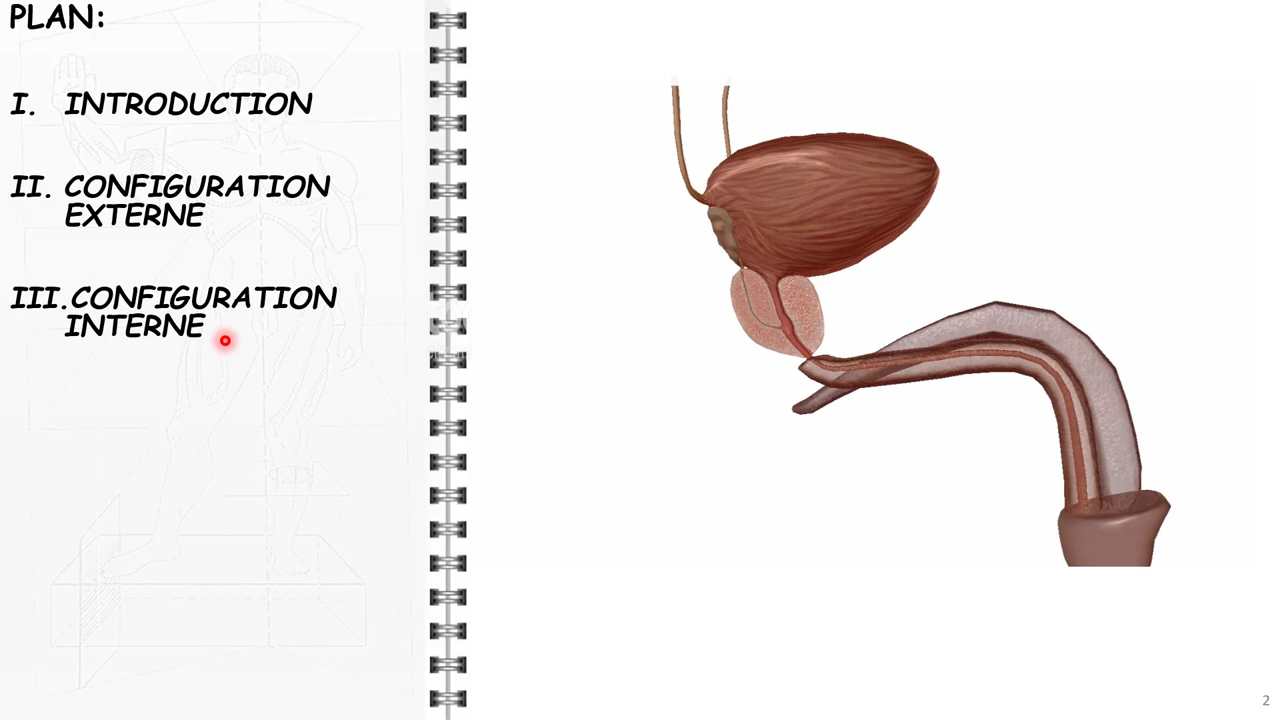 PLAN:
I. INTRODUCTION
II. CONFIGURATION
EXTERNE
III.CONFIGURATION
INTERNE
2